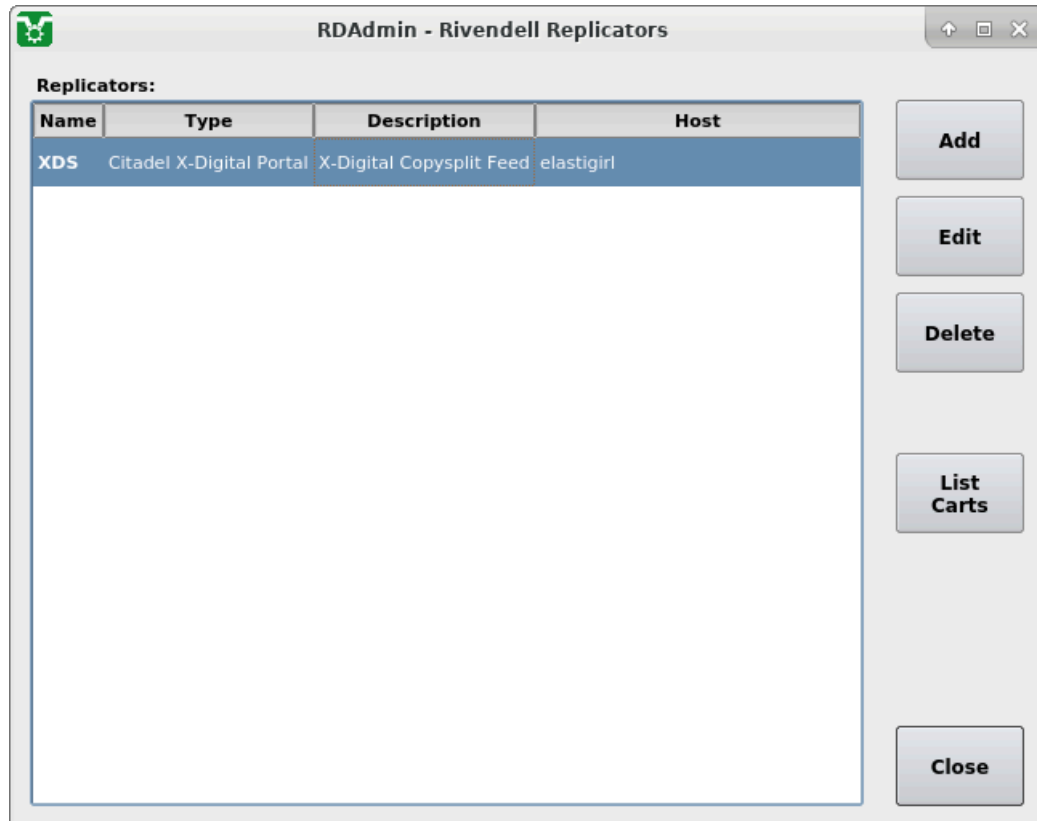 RDAdmin - Rivendell Replicators
Replicators:
Name Type Description Host
XDS Citadel X-Digital Portal X-Digital Copysplit Feed elastigirl
Add
Edit
Delete
List
Carts
Close